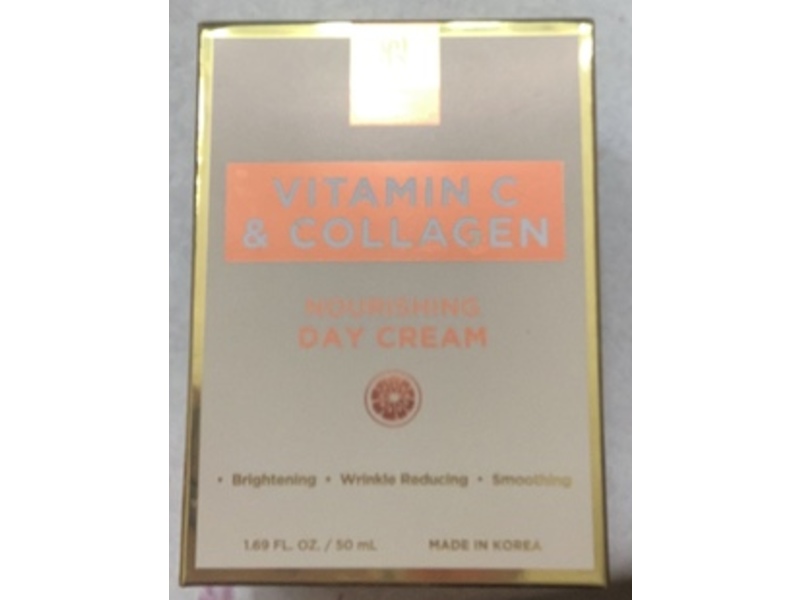 VITAMIN C
& COLLAGEN
NOURISHING
DAY CREAM
• Brightening • Wrinkle Reducing • Smoothing
1.69 FL. OZ. / 50 mL MADE IN KOREA